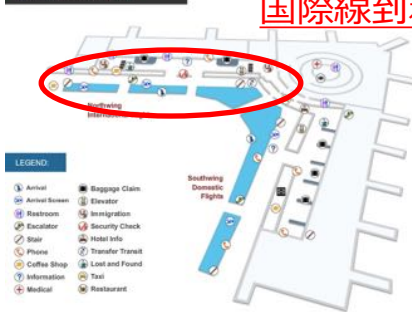 国際線到着
Northwing
Southwing
Domestic
Flights
LEGEND:
Arrival
Arrival Screen
Restroom
Escalator
Stair
Phone
Coffee Shop
Information
Medical
Baggage Claim
Elevator
Immigration
Security Check
Hotel Info
Transfer Transit
Lost and Found
Taxi
Restaurant